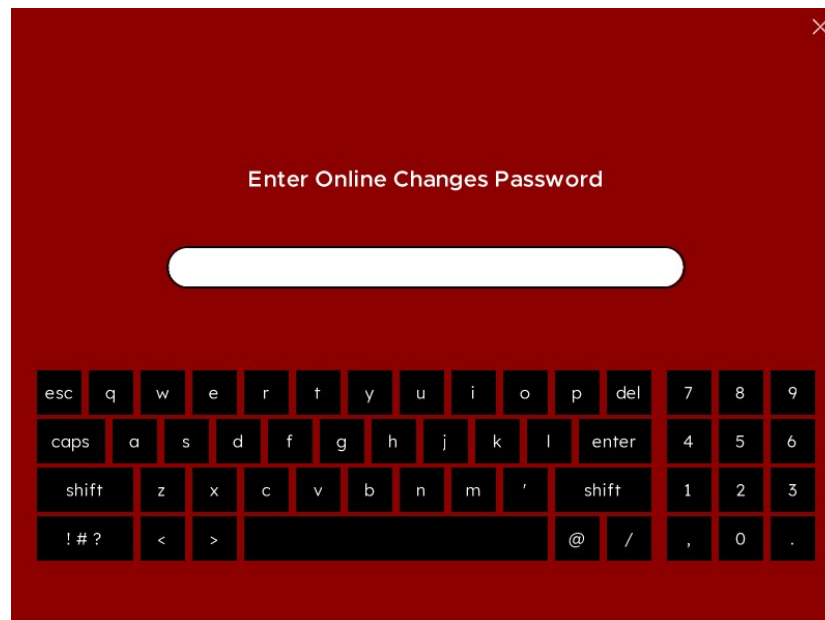 Enter Online Changes Password
esc q w e r t y u i o p del 7 8 9
caps a s d f g h j k l enter 4 5 6
shift z x c v b n m ' shift 1 2 3
!#? < > @ / , 0 .